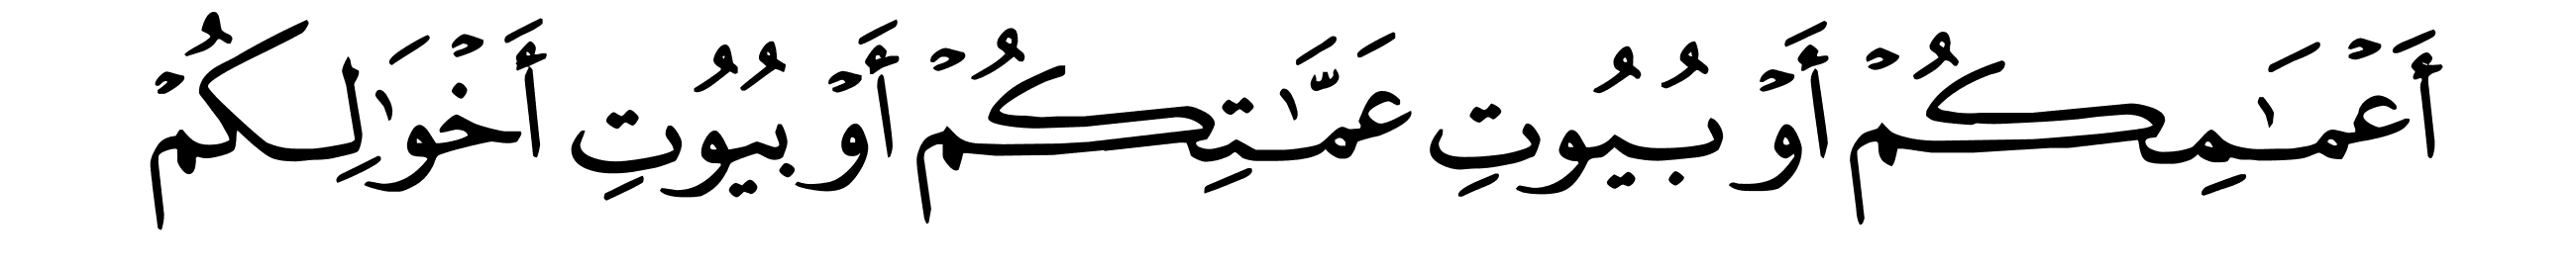 أَعْمَـٰمِكُمْ أَوْ بُيُوتِ عَمَّـٰتِكُمْ أَوْ بُيُوتِ أَخْوَٰلِكُمْ